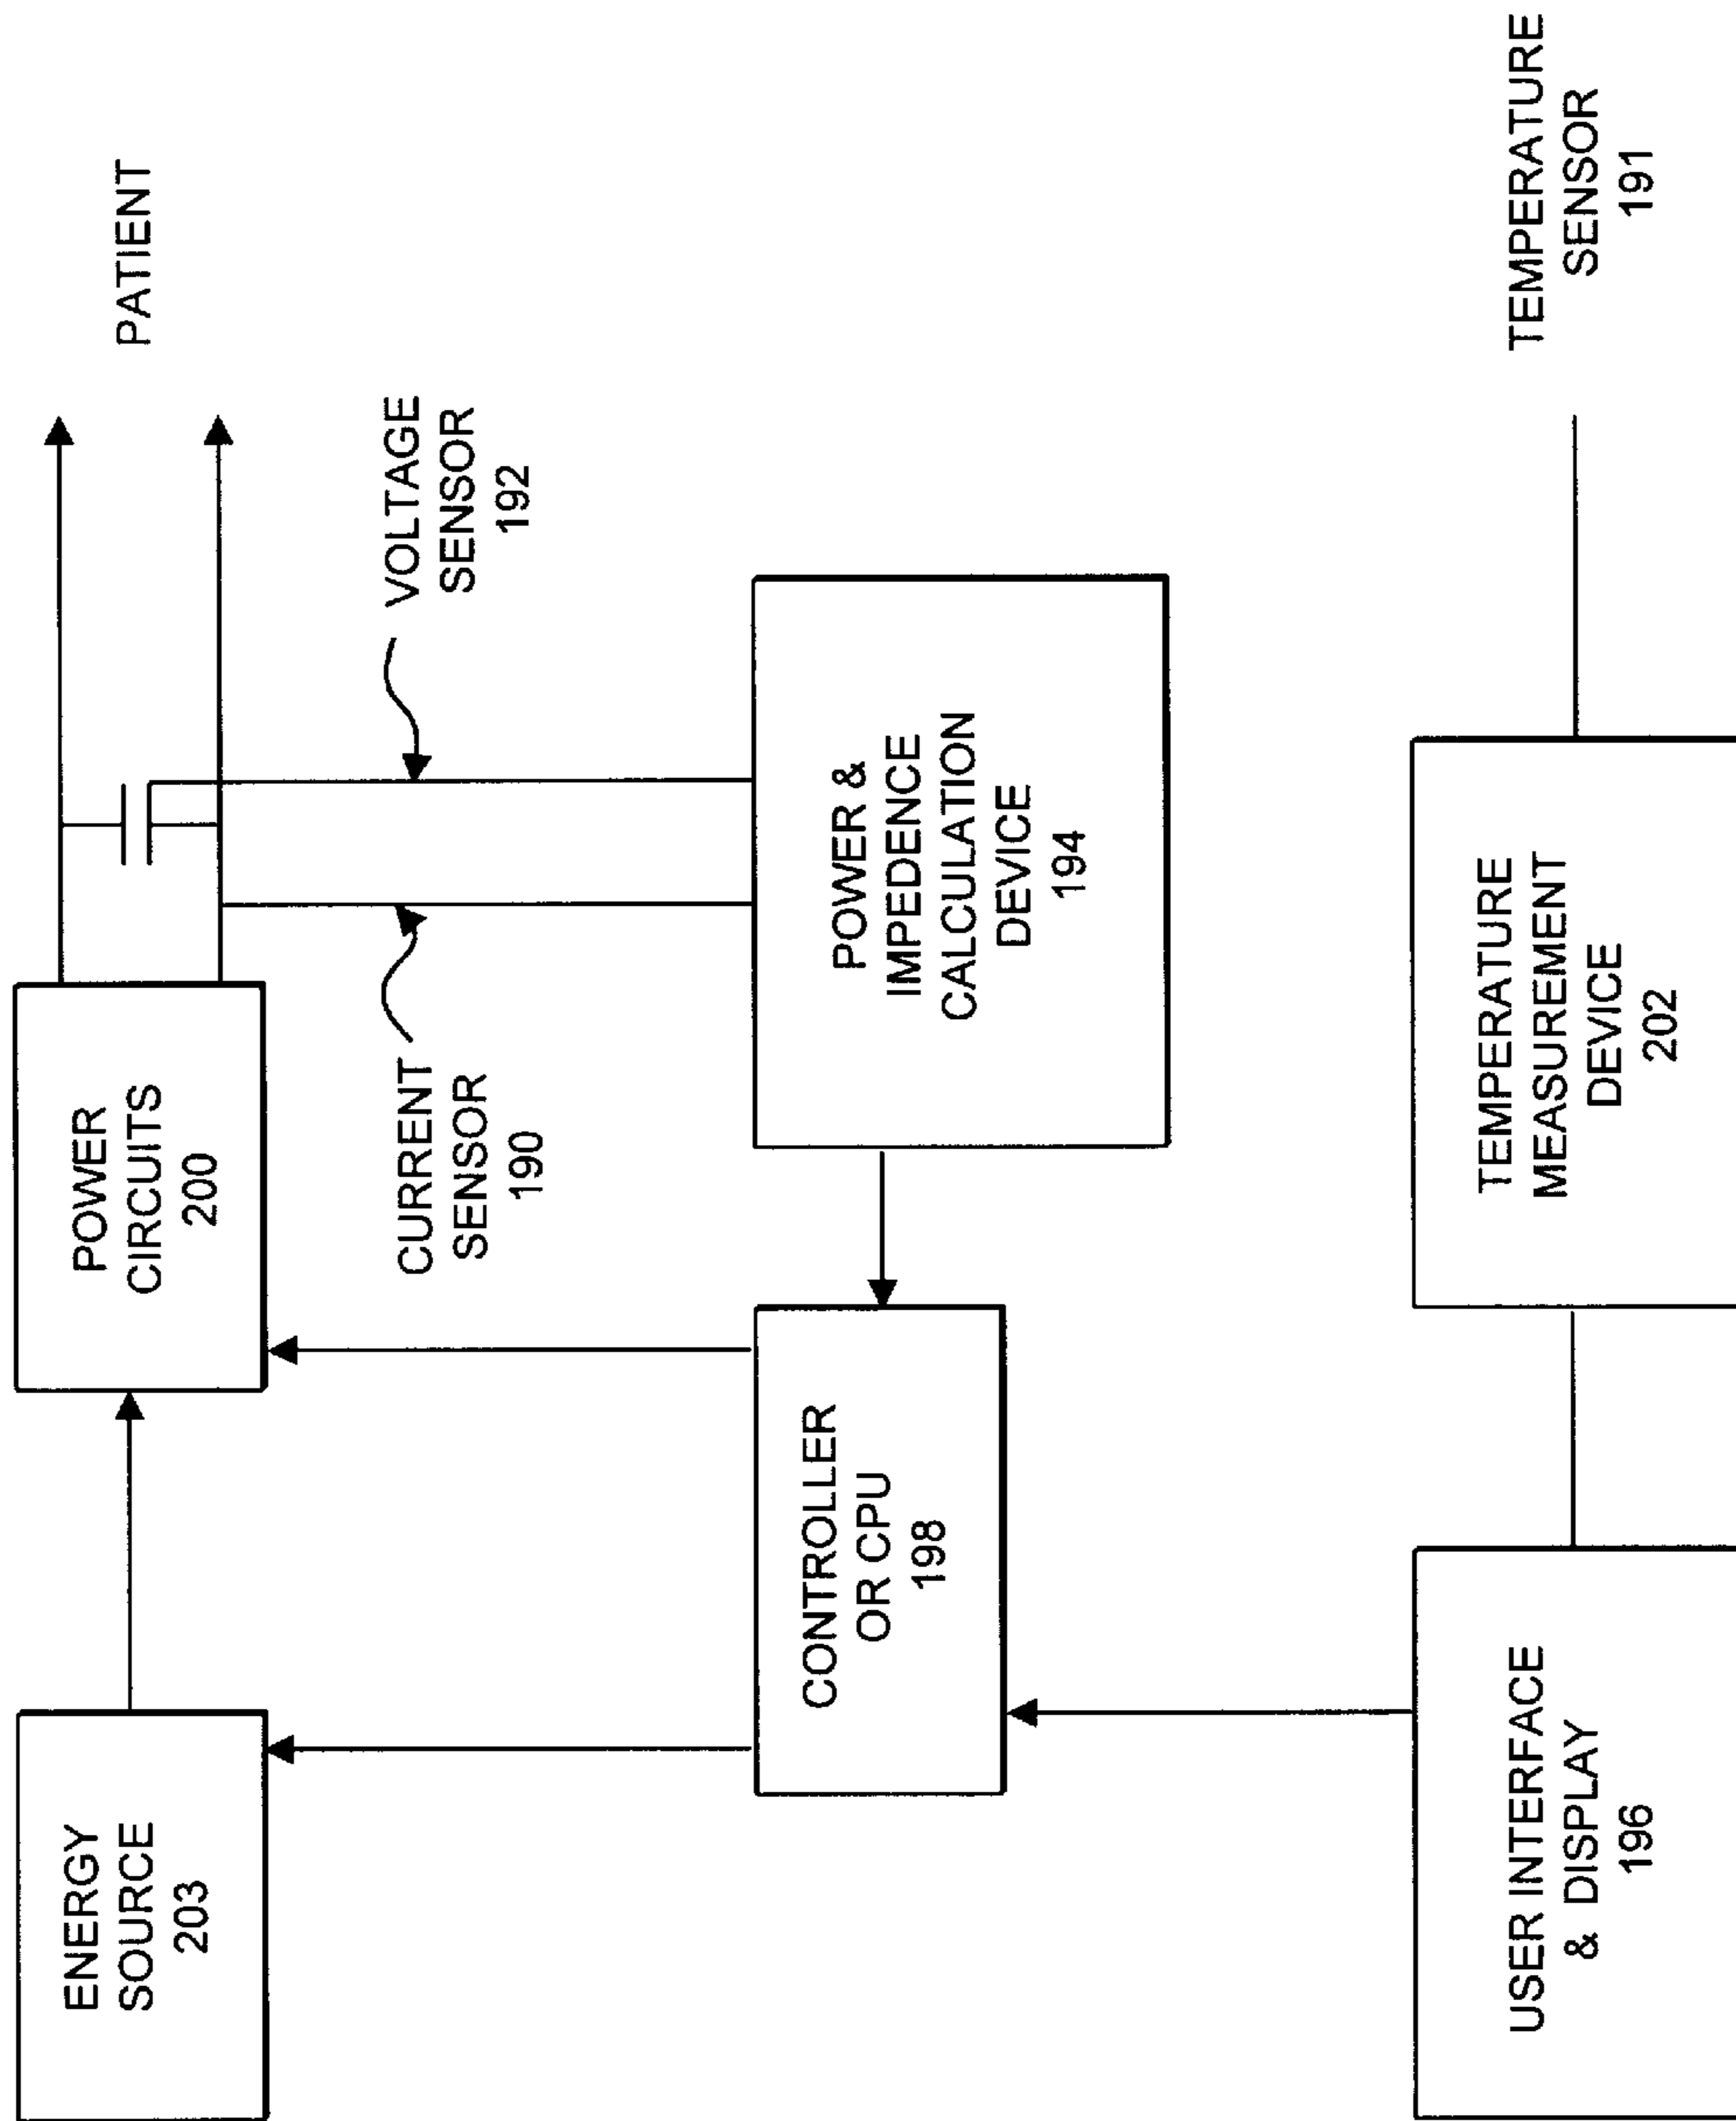 ENERGY
SOURCE
203
POWER
CIRCUITS
200
PATIENT
CURRENT
SENSOR
190
VOLTAGE
SENSOR
192
CONTROLLER
OR CPU
198
POWER &
IMPEDENCE
CALCULATION
DEVICE
194
USER INTERFACE
& DISPLAY
196
TEMPERATURE
MEASUREMENT
DEVICE
202
TEMPERATURE
SENSOR
191